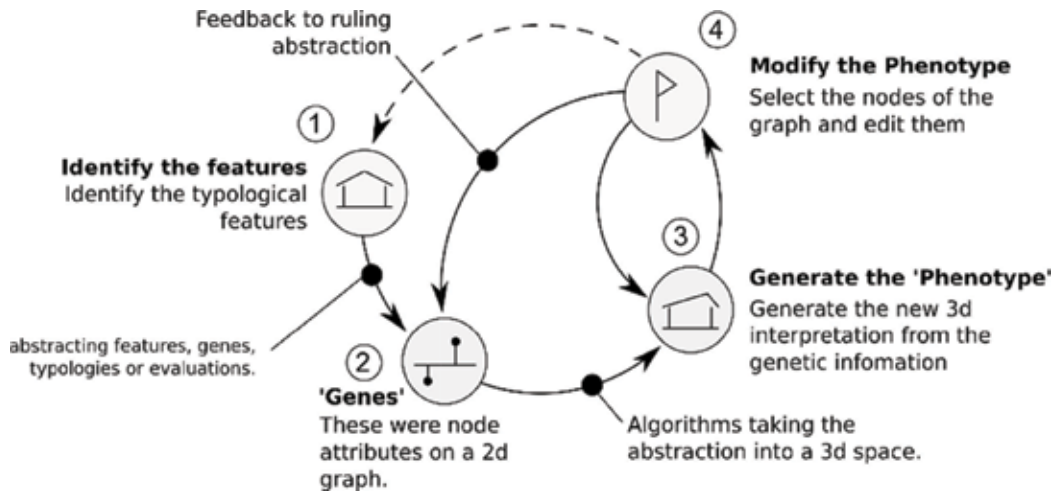 Feedback to ruling
abstraction
4
Modify the Phenotype
Select the nodes of the
graph and edit them
1
Identify the features
Identify the typological
features
3
Generate the 'Phenotype'
Generate the new 3d
interpretation from the
genetic infomation
abstracting features, genes,
typologies or evaluations.
2
'Genes'
These were node
attributes on a 2d
graph.
Algorithms taking the
abstraction into a 3d space.